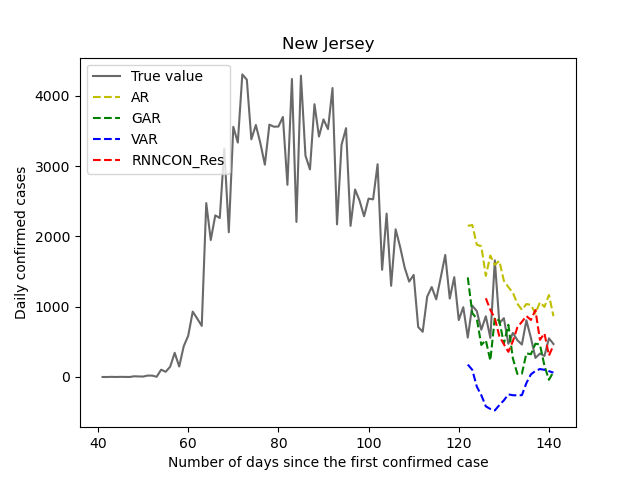 New Jersey
True value
AR
GAR
VAR
RNNCON_Res
Daily confirmed cases
4000
3000
2000
1000
0
40 60 80 100 120 140
Number of days since the first confirmed case